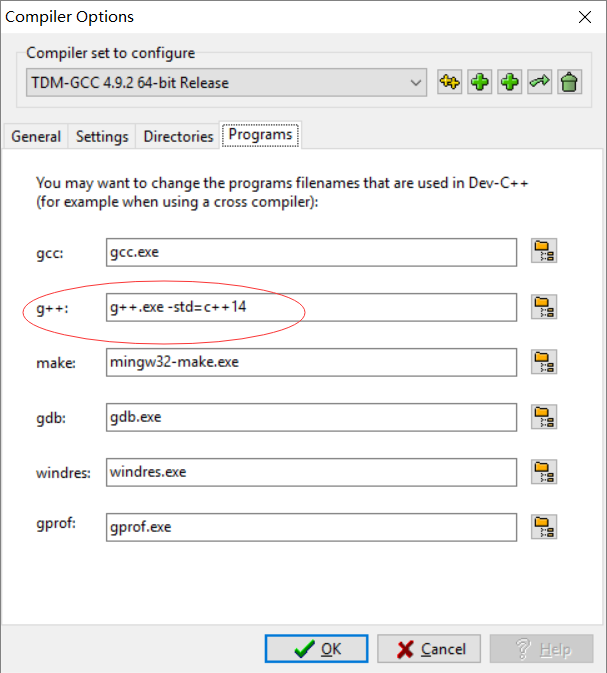 Compiler Options
Compiler set to configure
TDM-GCC 4.9.2 64-bit Release
General Settings Directories Programs
You may want to change the programs filenames that are used in Dev-C++
(for example when using a cross compiler):
gcc: gcc.exe
g++: g++.exe -std=c++14
make: mingw32-make.exe
gdb: gdb.exe
windres: windres.exe
gprof: gprof.exe
OK Cancel Help